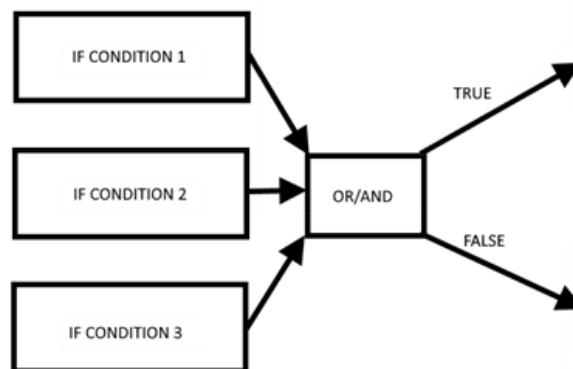 IF CONDITION 1
TRUE
IF CONDITION 2
OR/AND
FALSE
IF CONDITION 3